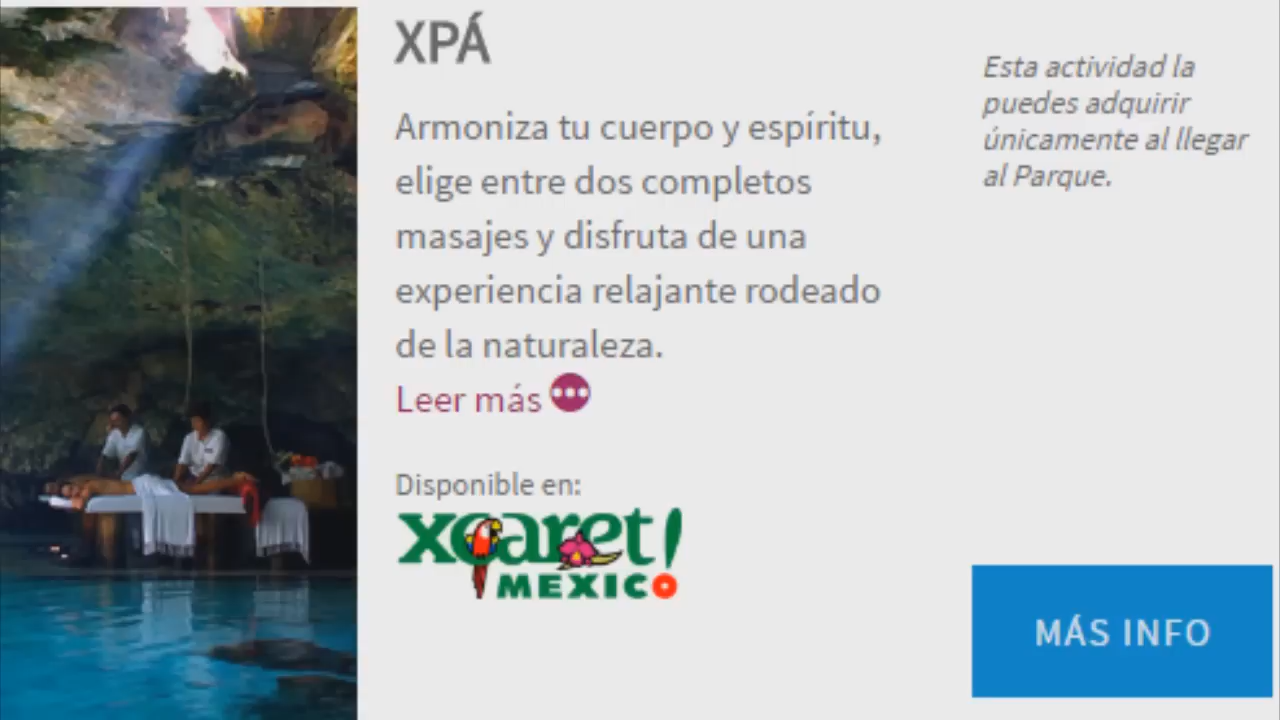 XPÁ
Armoniza tu cuerpo y espíritu,
elige entre dos completos
masajes y disfruta de una
experiencia relajante rodeado
de la naturaleza.
Leer más
Disponible en:
xcaret!
MEXICO
Esta actividad la
puedes adquirir
únicamente al llegar
al Parque.
MÁS INFO